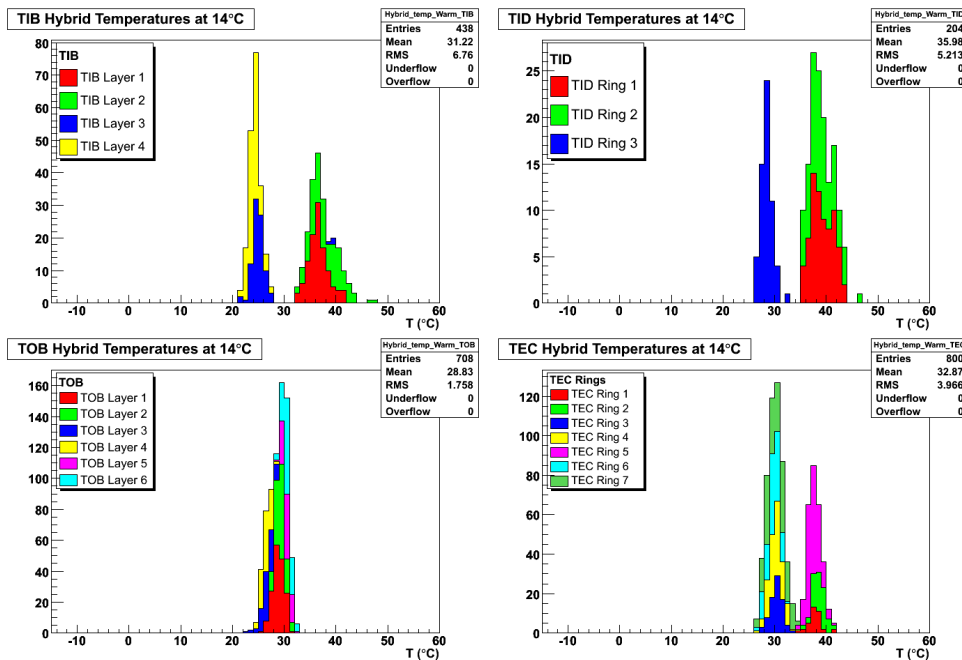 TIB Hybrid Temperatures at 14°C
Hybrid_temp_Warm_TIB
Entries 438
Mean 31.22
RMS 6.76
Underflow 0
Overflow 0
TIB
TIB Layer 1
TIB Layer 2
TIB Layer 3
TIB Layer 4
80
70
60
50
40
30
20
10
0
-10 0 10 20 30 40 50 60
T (°C)
TID Hybrid Temperatures at 14°C
Hybrid_temp_Warm_TID
Entries 204
Mean 35.98
RMS 5.213
Underflow 0
Overflow 0
TID
TID Ring 1
TID Ring 2
TID Ring 3
25
20
15
10
5
0
-10 0 10 20 30 40 50 60
T (°C)
TOB Hybrid Temperatures at 14°C
Hybrid_temp_Warm_TOB
Entries 708
Mean 28.83
RMS 1.758
Underflow 0
Overflow 0
TOB
TOB Layer 1
TOB Layer 2
TOB Layer 3
TOB Layer 4
TOB Layer 5
TOB Layer 6
160
140
120
100
80
60
40
20
0
-10 0 10 20 30 40 50 60
T (°C)
TEC Hybrid Temperatures at 14°C
Hybrid_temp_Warm_TEC
Entries 800
Mean 32.87
RMS 3.966
Underflow 0
Overflow 0
TEC Rings
TEC Ring 1
TEC Ring 2
TEC Ring 3
TEC Ring 4
TEC Ring 5
TEC Ring 6
TEC Ring 7
120
100
80
60
40
20
0
-10 0 10 20 30 40 50 60
T (°C)